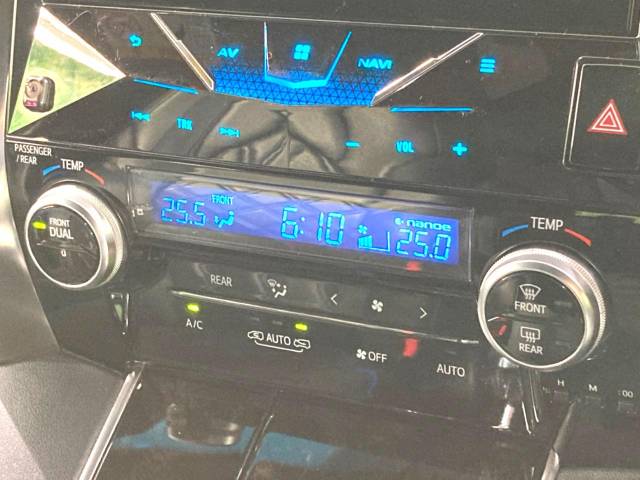 AV
NAVI
TRK
VOL
PASSENGER
/ REAR
TEMP
TEMP
FRONT
DUAL
FRONT
25.5
6:10
nanoe
25.0
FRONT
REAR
REAR
A/C
AUTO
OFF
AUTO
H
M
:00